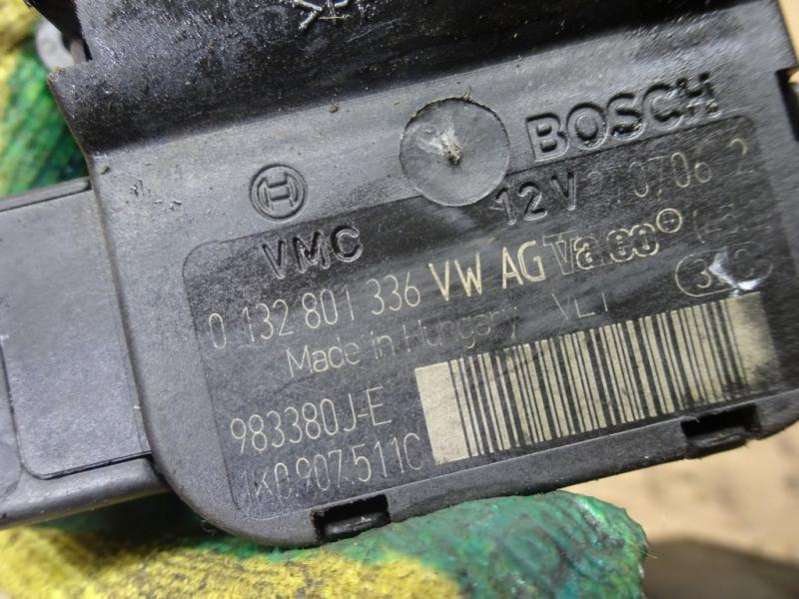 BOSCH
12V
VMC
0 132 801 336 VW AG Valeo
Made in Hungary
983380J-E
1K0.907.511C